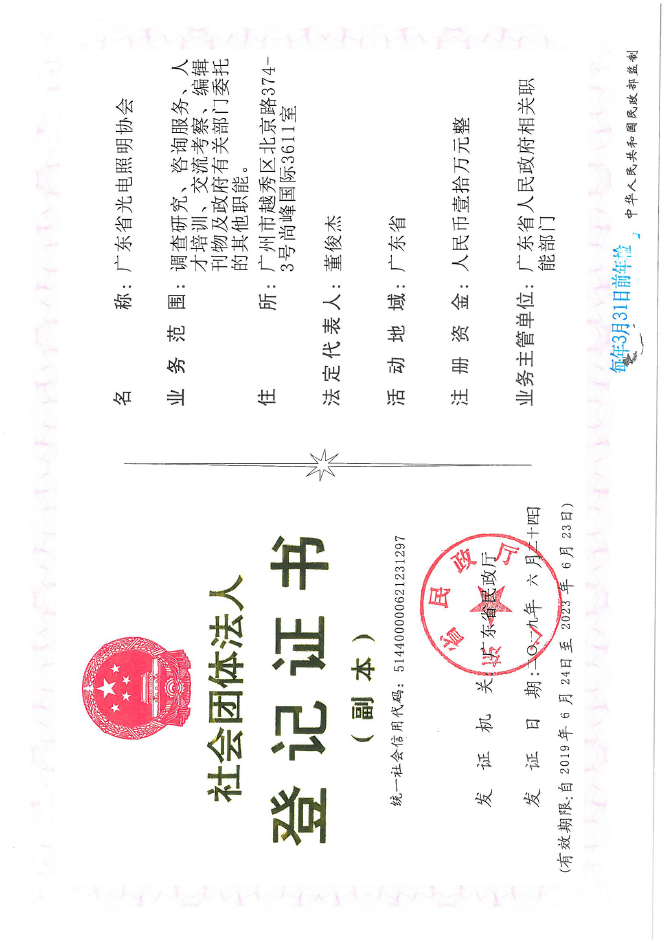 社会团体法人
登记证书
（副本）
统一社会信用代码：5144000000621231297
发证机关：广东省民政厅
发证日期：二〇一九年六月二十四日
(有效期限:自2019年6月24日至2023年6月23日)
名称：广东省光电照明协会
业务范围：调查研究、咨询服务、人
才培训、交流考察、编辑
刊物及政府有关部门委托
的其他职能。
住所：广州市越秀区北京路374-
3号尚峰国际3611室
法定代表人：董俊杰
活动地域：广东省
注册资金：人民币壹拾万元整
业务主管单位：广东省人民政府相关职
能部门
每年3月31日前年检
中华人民共和国民政部监制